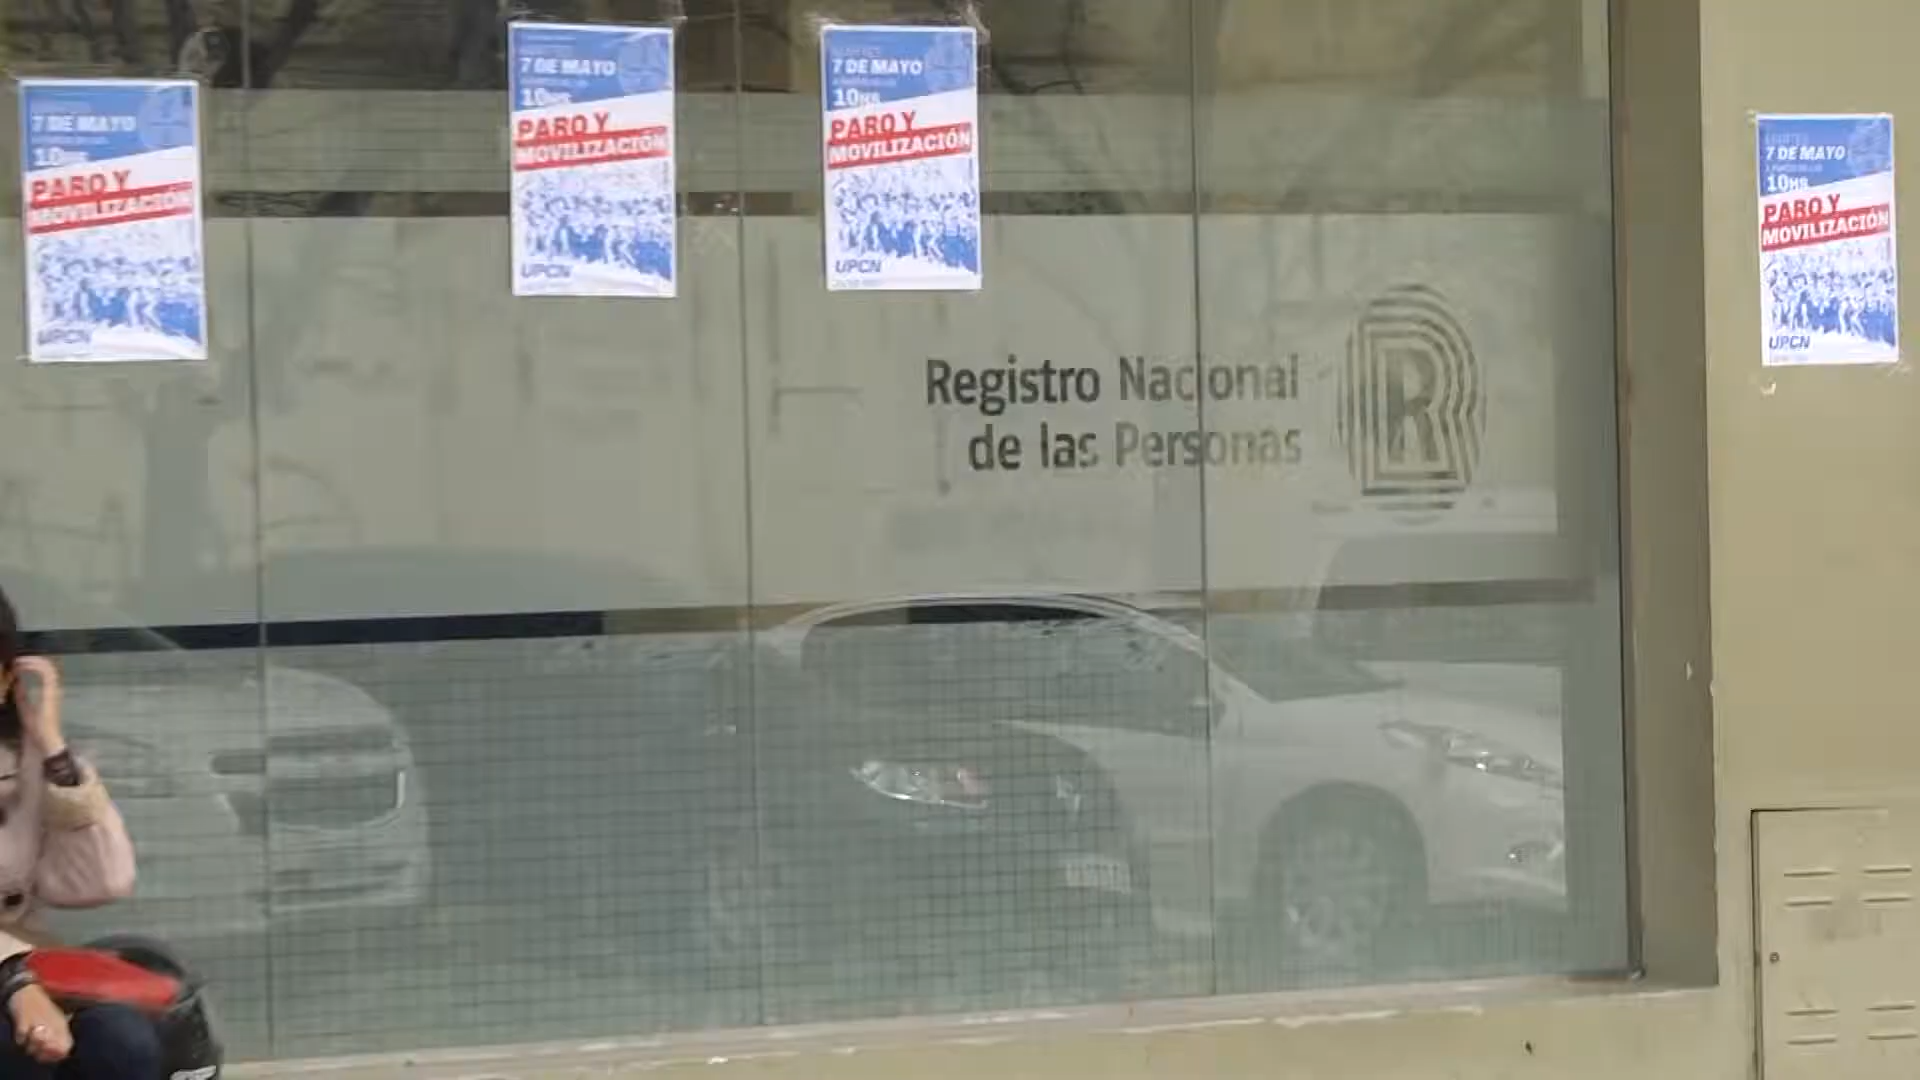 7 DE MAYO
10HS
PARO Y
MOVILIZACIÓN
UPCN
7 DE MAYO
10HS
PARO Y
MOVILIZACIÓN
UPCN
7 DE MAYO
10HS
PARO Y
MOVILIZACIÓN
UPCN
7 DE MAYO
10HS
PARO Y
MOVILIZACIÓN
UPCN
Registro Nacional
de las Personas
R